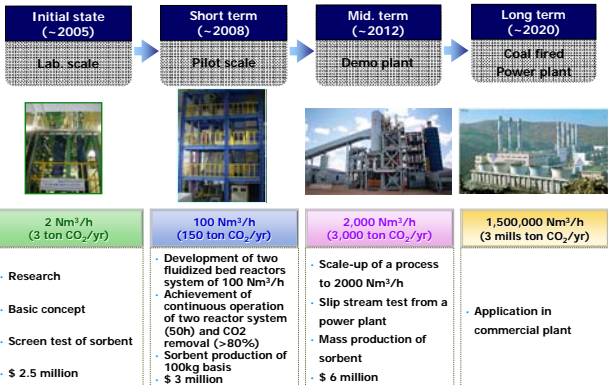 Initial state
(~2005)
Lab. scale
Short term
(~2008)
Pilot scale
Mid. term
(~2012)
Demo plant
Long term
(~2020)
Coal fired
Power plant
2 Nm³/h
(3 ton CO₂/yr)
100 Nm³/h
(150 ton CO₂/yr)
2,000 Nm³/h
(3,000 ton CO₂/yr)
1,500,000 Nm³/h
(3 mills ton CO₂/yr)
· Research
· Basic concept
· Screen test of sorbent
· $ 2.5 million
· Development of two
fluidized bed reactors
system of 100 Nm³/h
· Achievement of
continuous operation
of two reactor system
(50h) and CO2
removal (>80%)
· Sorbent production of
100kg basis
· $ 3 million
· Scale-up of a process
to 2000 Nm³/h
· Slip stream test from a
power plant
· Mass production of
sorbent
· $ 6 million
· Application in
commercial plant